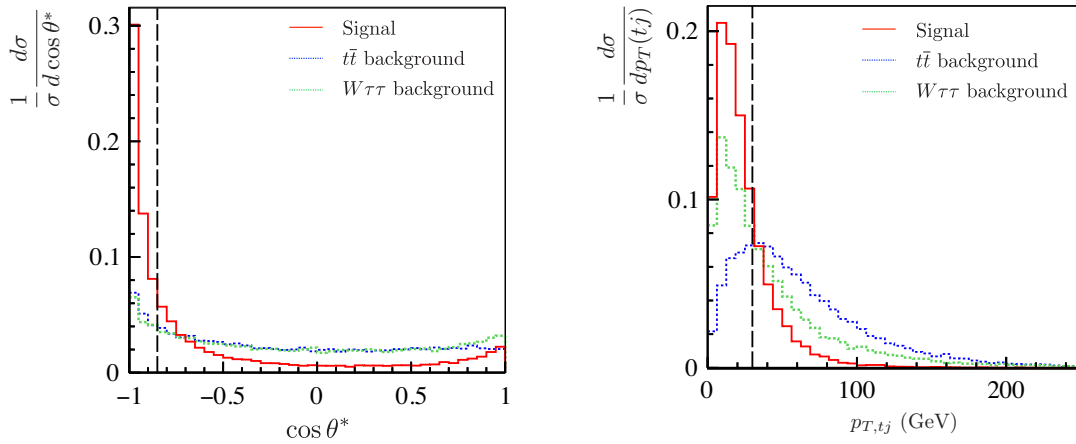 1/σ dσ/d cos θ*
0.3
0.2
0.1
0
Signal
tt̄ background
Wττ background
−1
−0.5
0
0.5
1
cos θ*
1/σ dσ/dp_T(tj)
0.2
0.1
0
Signal
tt̄ background
Wττ background
0
100
200
p_{T,tj} (GeV)